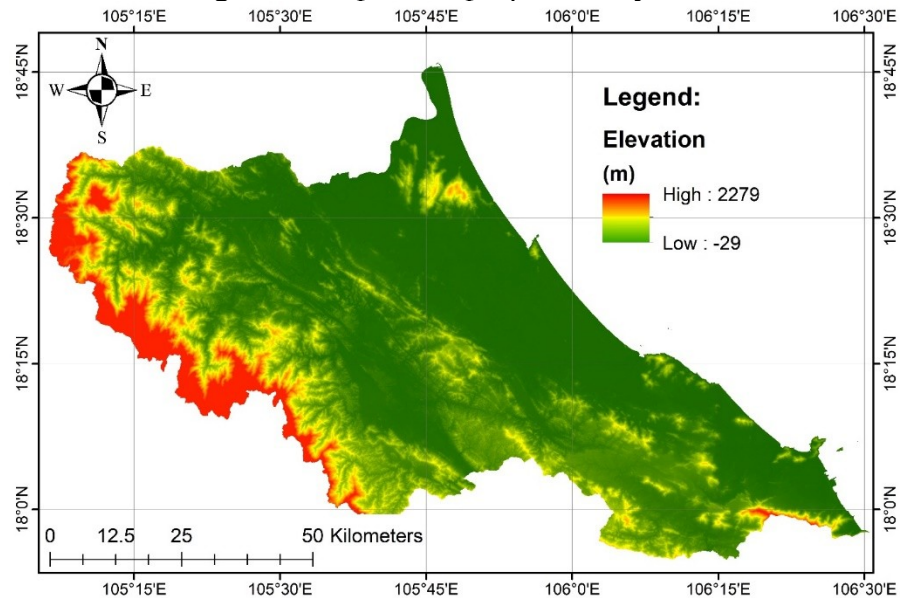 105°15'E 105°30'E 105°45'E 106°0'E 106°15'E 106°30'E
18°45'N 18°45'N
N
W E
S
Legend:
Elevation
(m)
High : 2279
Low : -29
18°30'N 18°30'N
18°15'N 18°15'N
18°0'N 18°0'N
0 12.5 25 50 Kilometers
105°15'E 105°30'E 105°45'E 106°0'E 106°15'E 106°30'E